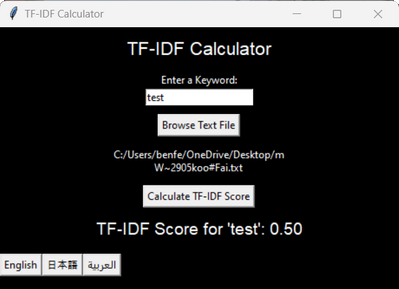 TF-IDF Calculator
TF-IDF Calculator
Enter a Keyword:
test
Browse Text File
C:/Users/benfe/OneDrive/Desktop/m
W~2905koo#Fai.txt
Calculate TF-IDF Score
TF-IDF Score for 'test': 0.50
English 日本語 العربية